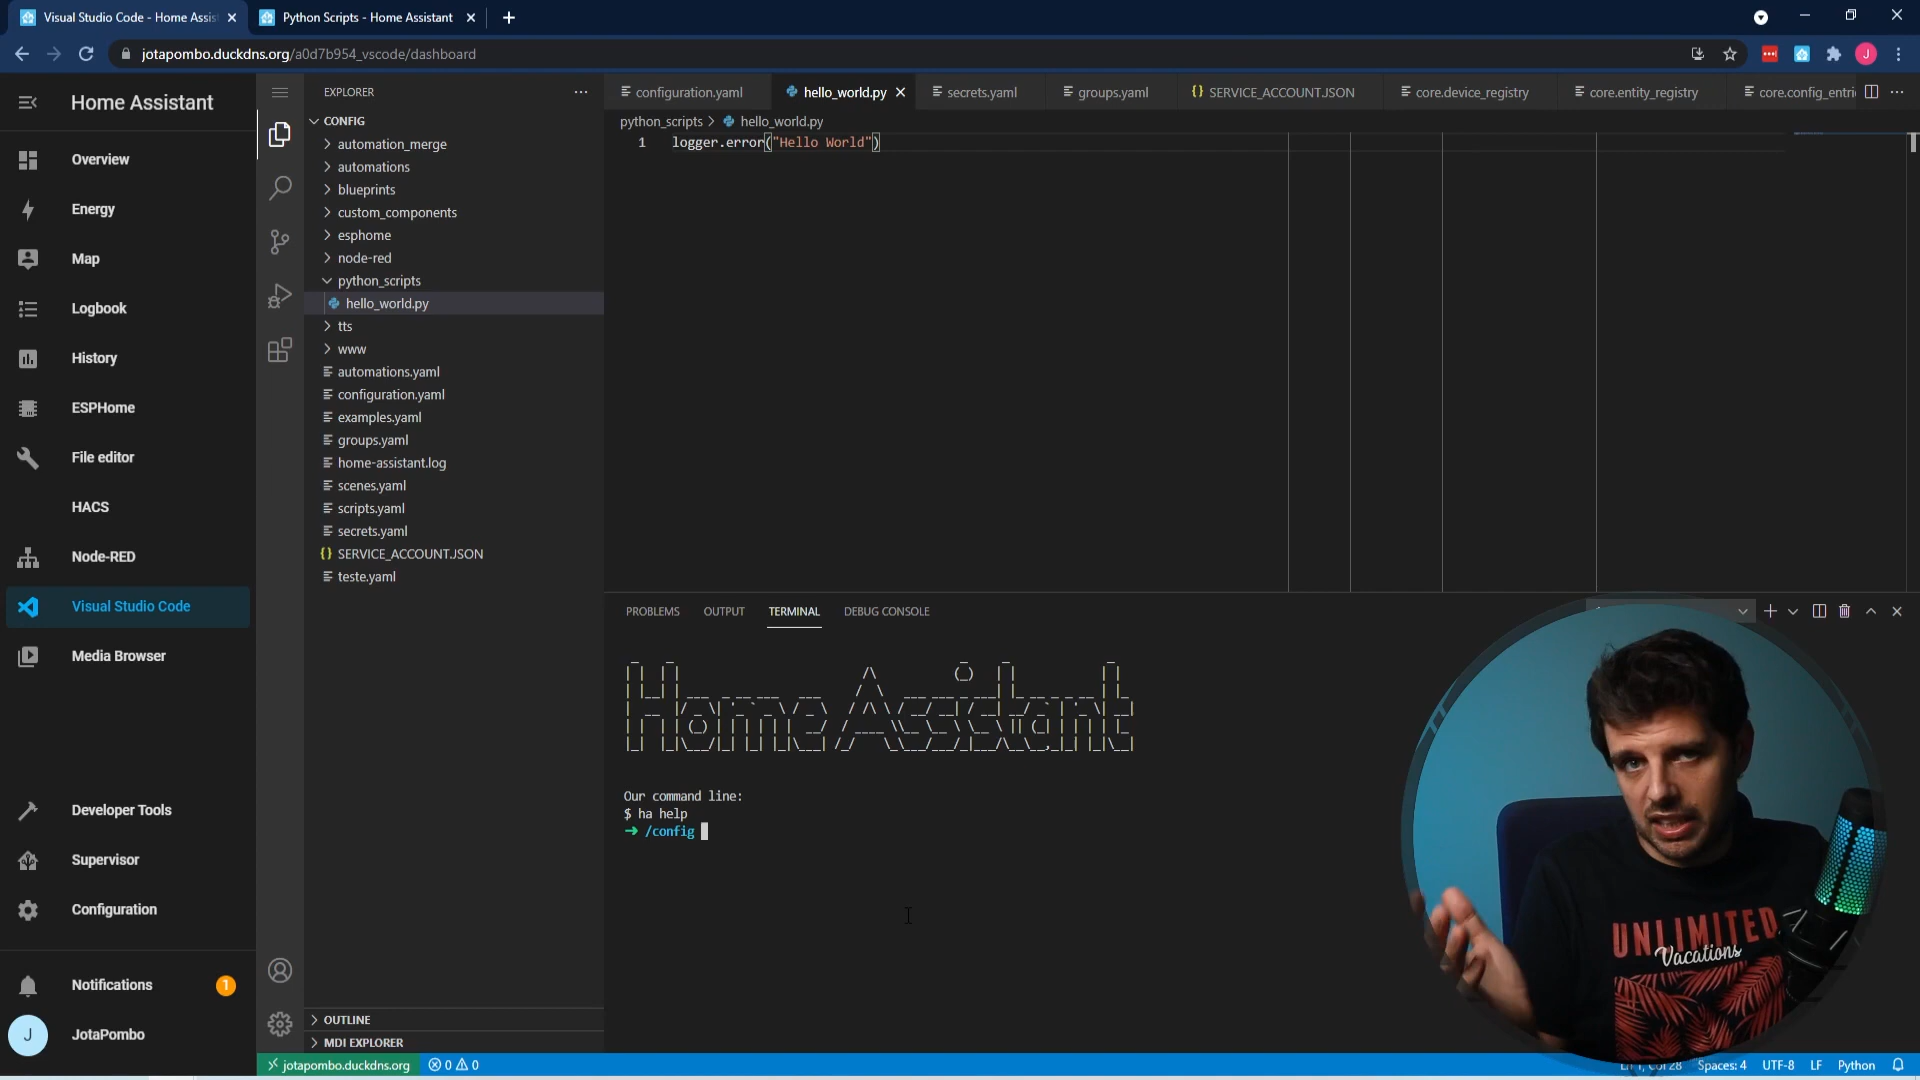 Visual Studio Code - Home Assis
Python Scripts - Home Assistant
jotapombo.duckdns.org/a0d7b954_vscode/dashboard
J
Home Assistant
Overview
Energy
Map
Logbook
History
ESPHome
File editor
HACS
Node-RED
Visual Studio Code
Media Browser
Developer Tools
Supervisor
Configuration
Notifications
1
J
JotaPombo
EXPLORER
CONFIG
automation_merge
automations
blueprints
custom_components
esphome
node-red
python_scripts
hello_world.py
tts
www
automations.yaml
configuration.yaml
examples.yaml
groups.yaml
home-assistant.log
scenes.yaml
scripts.yaml
secrets.yaml
SERVICE_ACCOUNT.JSON
teste.yaml
OUTLINE
MDI EXPLORER
configuration.yaml
hello_world.py
secrets.yaml
groups.yaml
SERVICE_ACCOUNT.JSON
core.device_registry
core.entity_registry
core.config_entri
python_scripts > hello_world.py
1 logger.error("Hello World")
PROBLEMS
OUTPUT
TERMINAL
DEBUG CONSOLE
Home Assistant
Our command line:
$ ha help
➜ /config
UNLIMITED
Vacations
jotapombo.duckdns.org
0
0
Spaces: 4
UTF-8
LF
Python